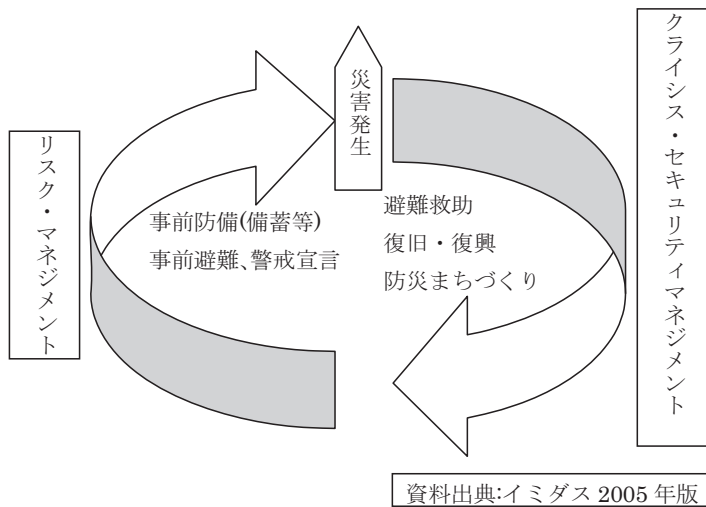 災害発生
クライシス・セキュリティマネジメント
リスク・マネジメント
事前防備(備蓄等)
事前避難、警戒宣言
避難救助
復旧・復興
防災まちづくり
資料出典:イミダス 2005 年版